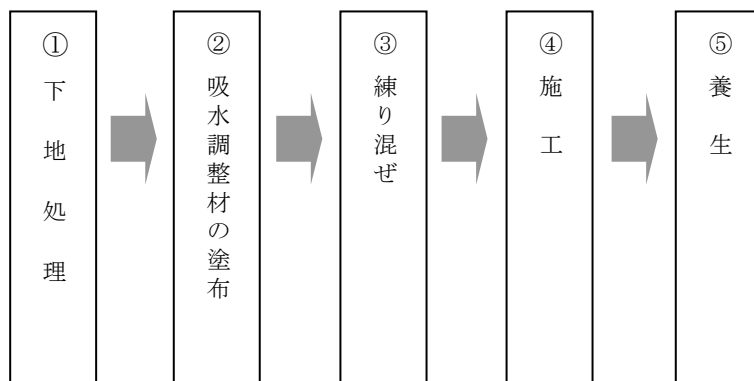 ①下地処理
②吸水調整材の塗布
③練り混ぜ
④施工
⑤養生